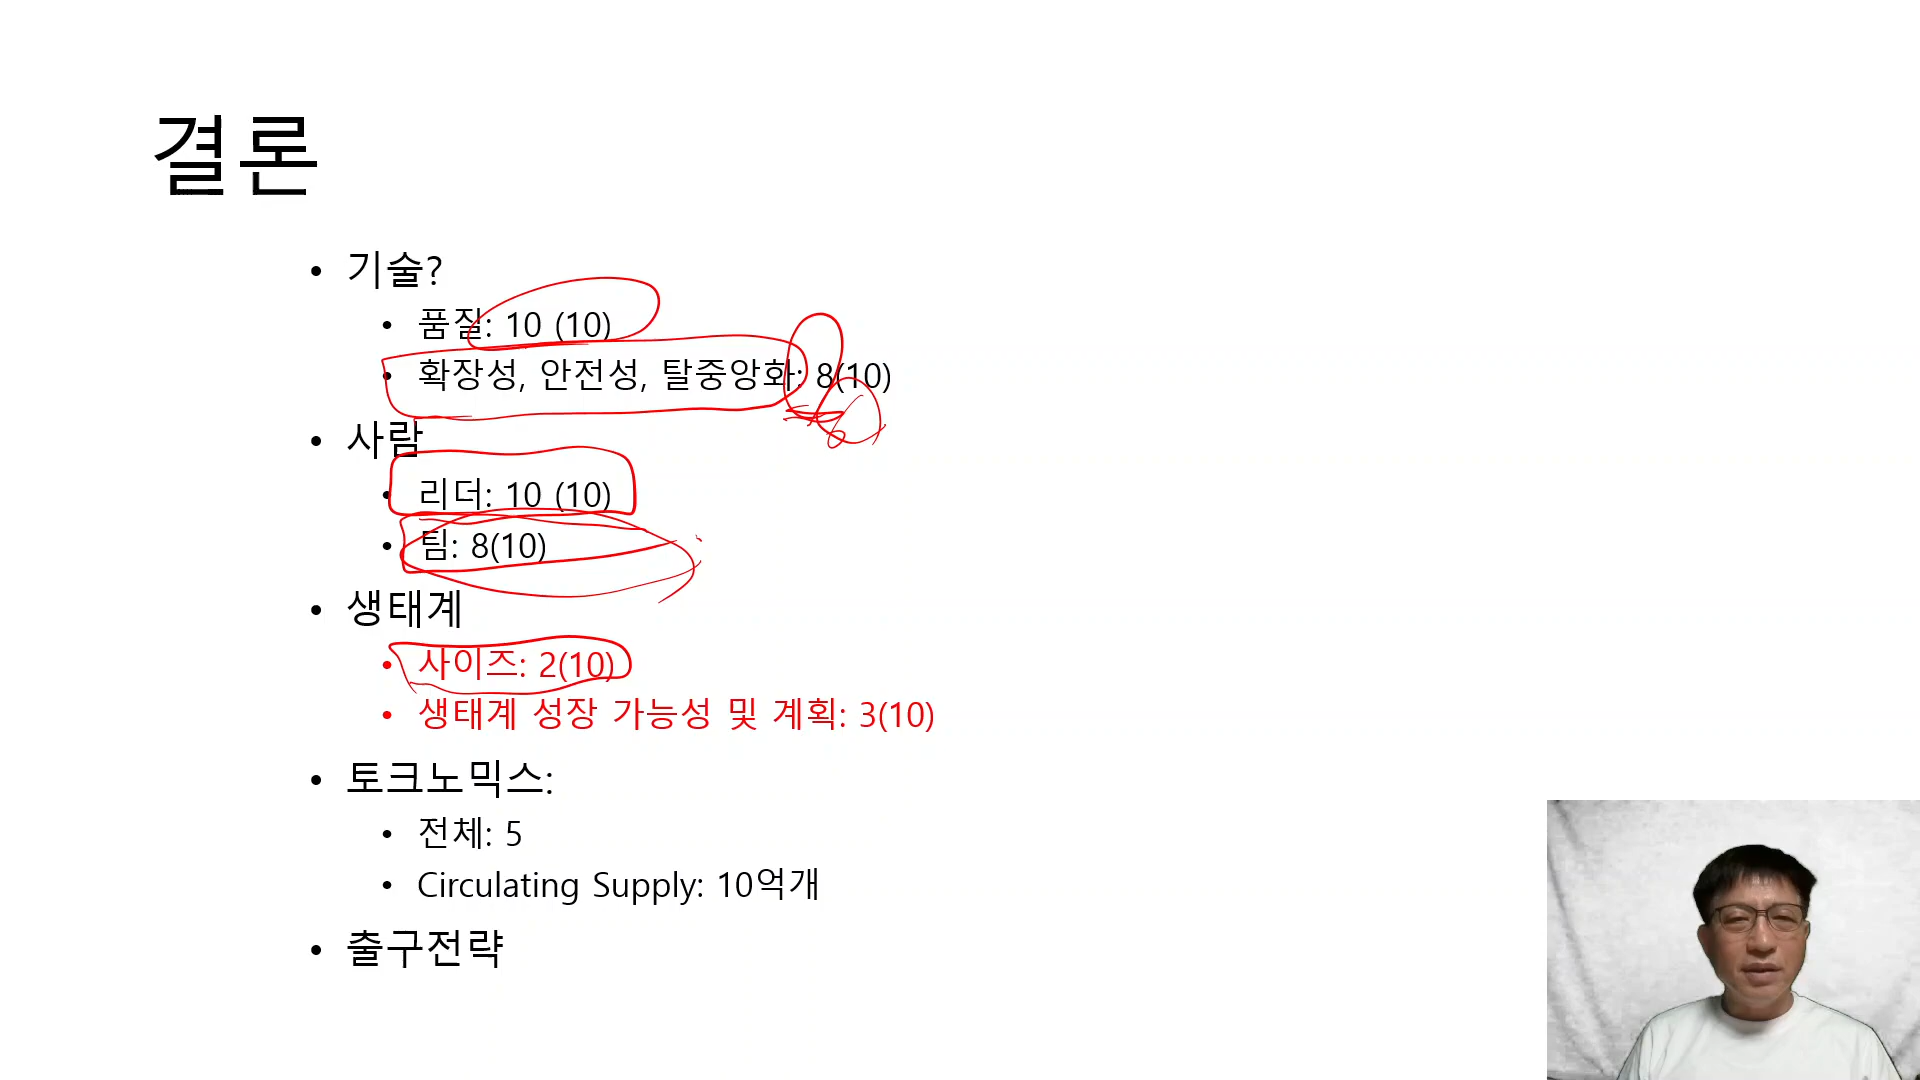 결론
• 기술?
• 품질: 10 (10)
• 확장성, 안전성, 탈중앙화: 8(10)
6
• 사람
• 리더: 10 (10)
• 팀: 8(10)
• 생태계
• 사이즈: 2(10)
• 생태계 성장 가능성 및 계획: 3(10)
• 토크노믹스:
• 전체: 5
• Circulating Supply: 10억개
• 출구전략